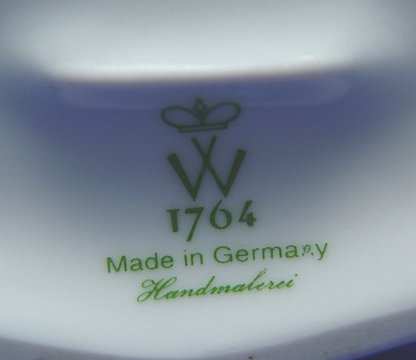 W
1764
Made in Germany
Handmalerei